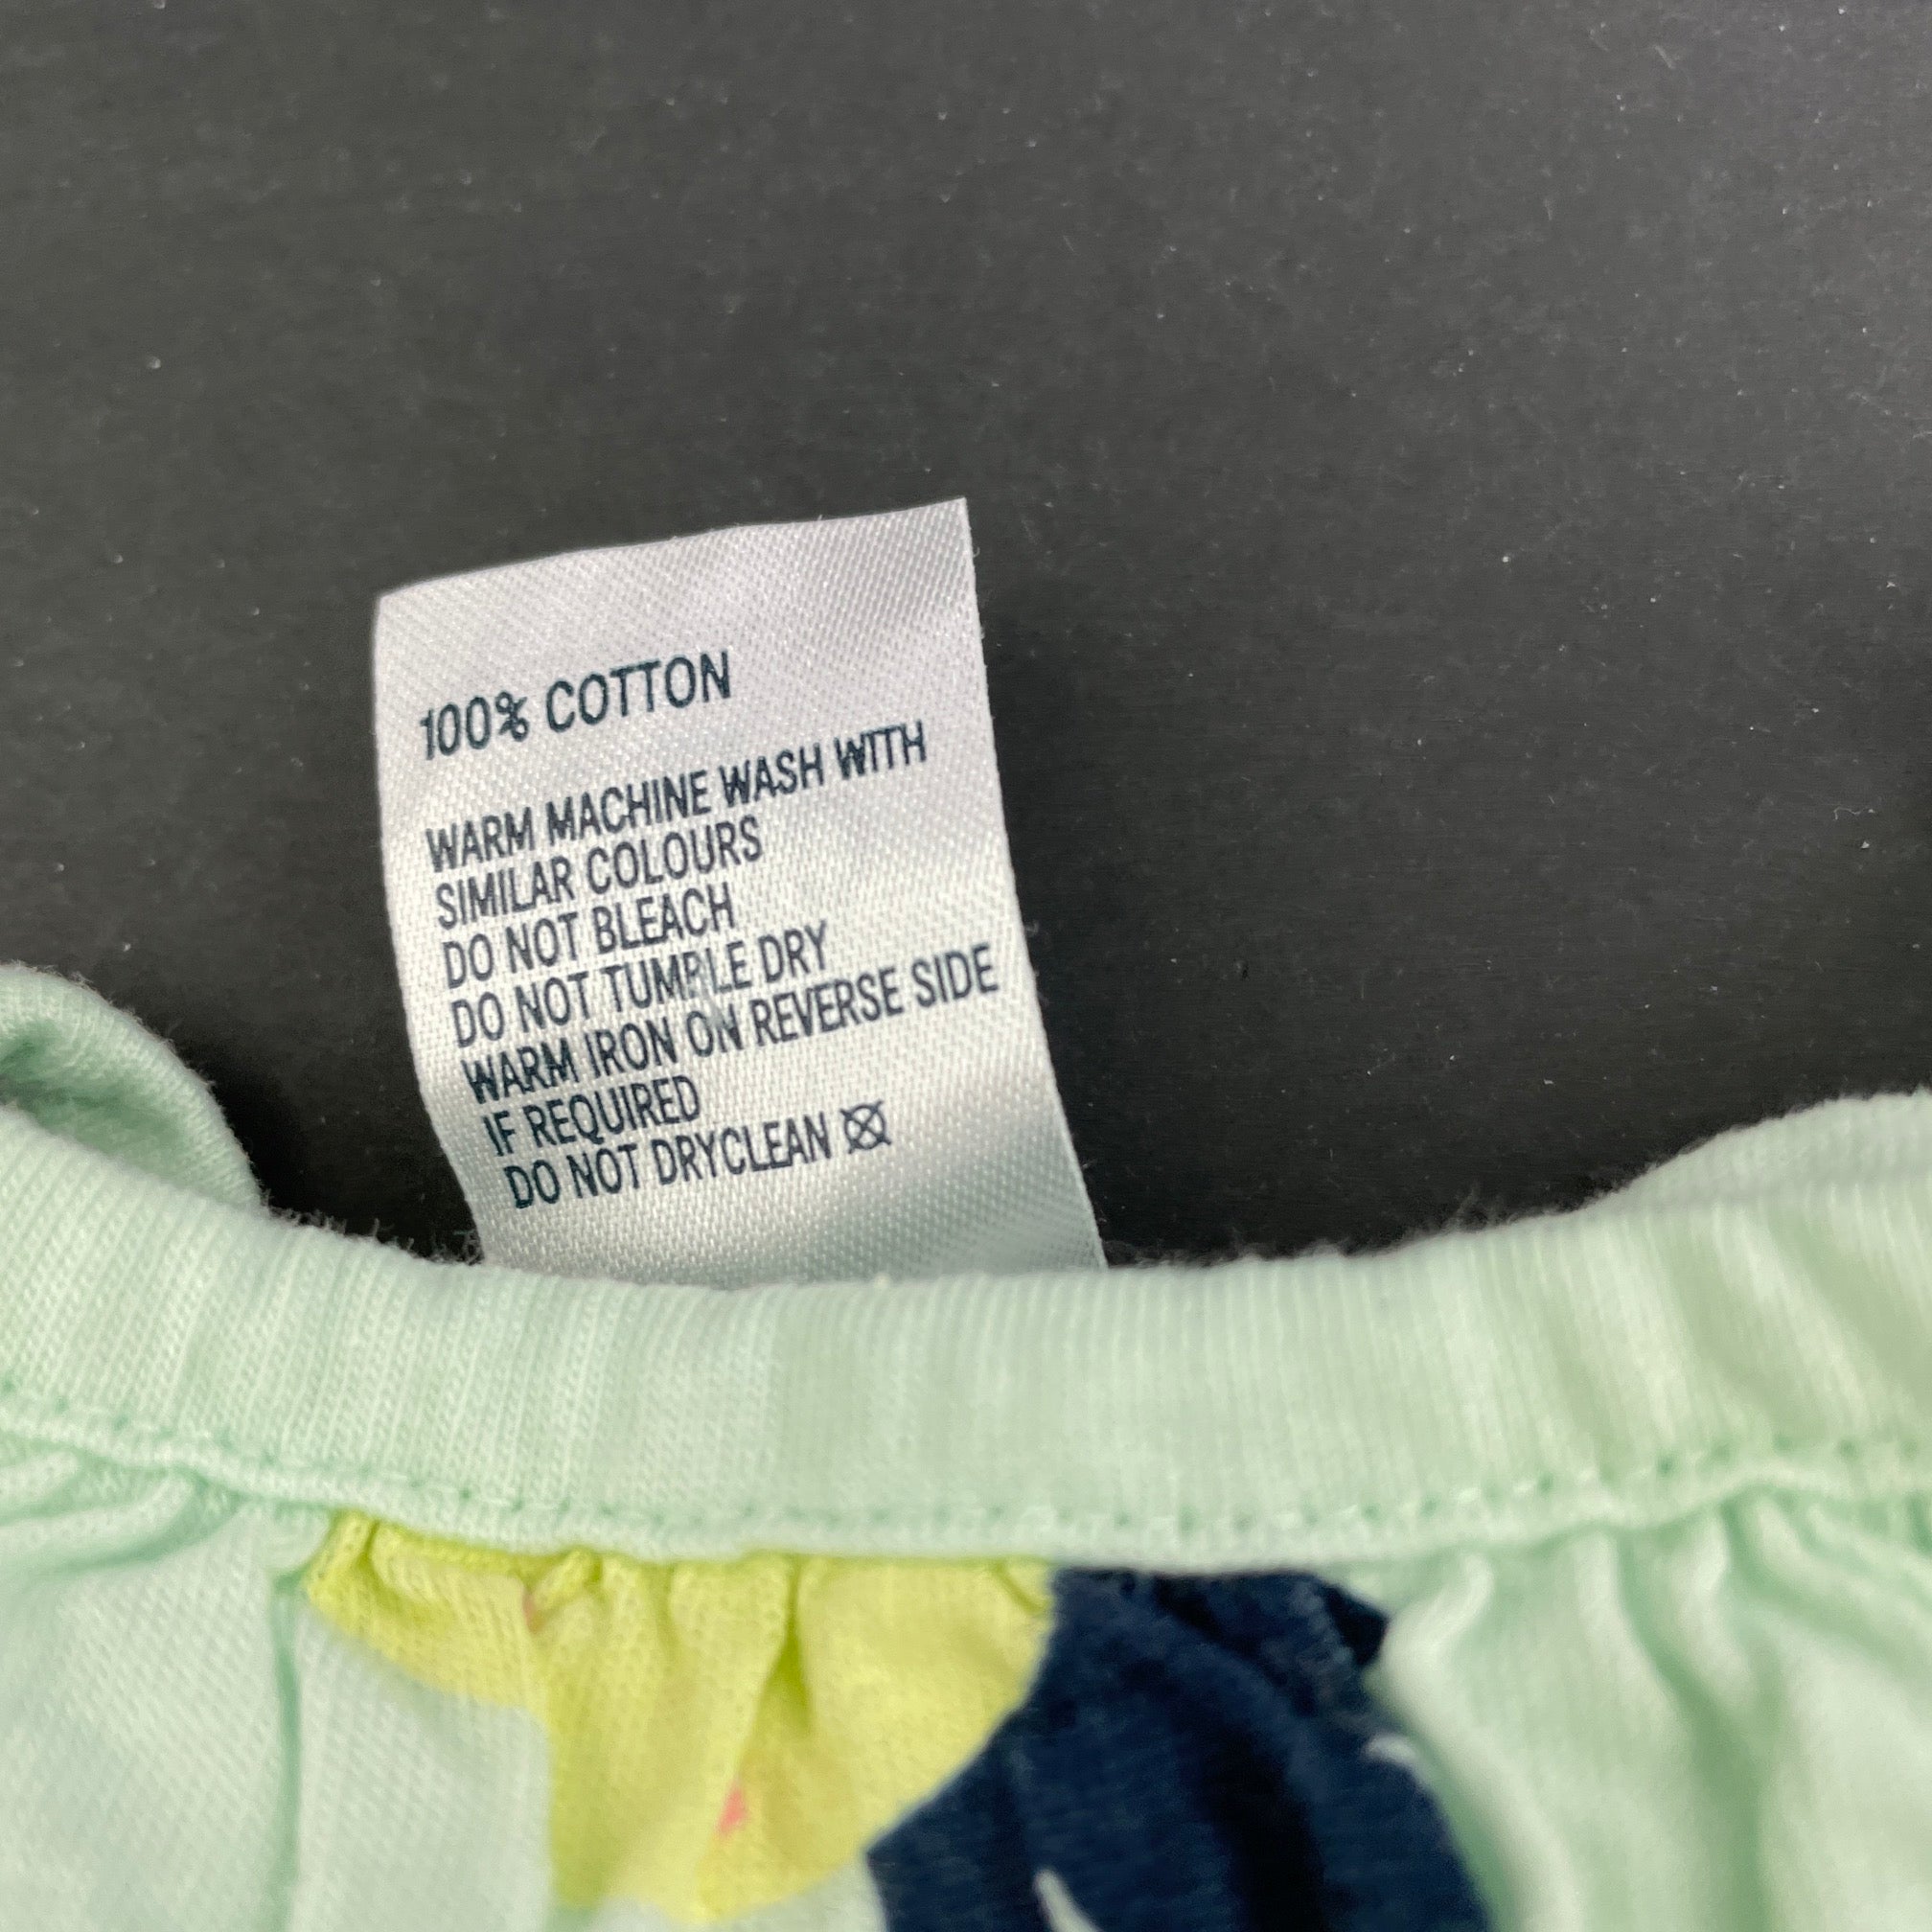 100% COTTON
WARM MACHINE WASH WITH
SIMILAR COLOURS
DO NOT BLEACH
DO NOT TUMBLE DRY
WARM IRON ON REVERSE SIDE
IF REQUIRED
DO NOT DRYCLEAN